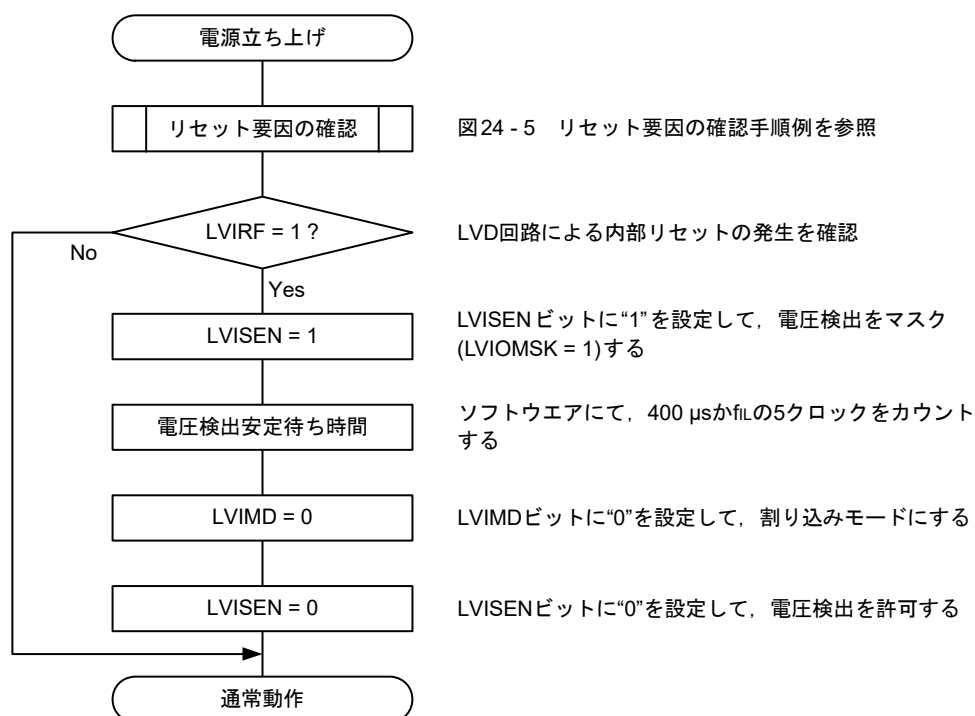 電源立ち上げ
リセット要因の確認
図24 - 5　リセット要因の確認手順例を参照
LVIRF = 1 ?
LVD回路による内部リセットの発生を確認
No
Yes
LVISEN = 1
LVISENビットに“1”を設定して，電圧検出をマスク
(LVIOMSK = 1)する
電圧検出安定待ち時間
ソフトウエアにて，400 µsかfILの5クロックをカウント
する
LVIMD = 0
LVIMDビットに“0”を設定して，割り込みモードにする
LVISEN = 0
LVISENビットに“0”を設定して，電圧検出を許可する
通常動作